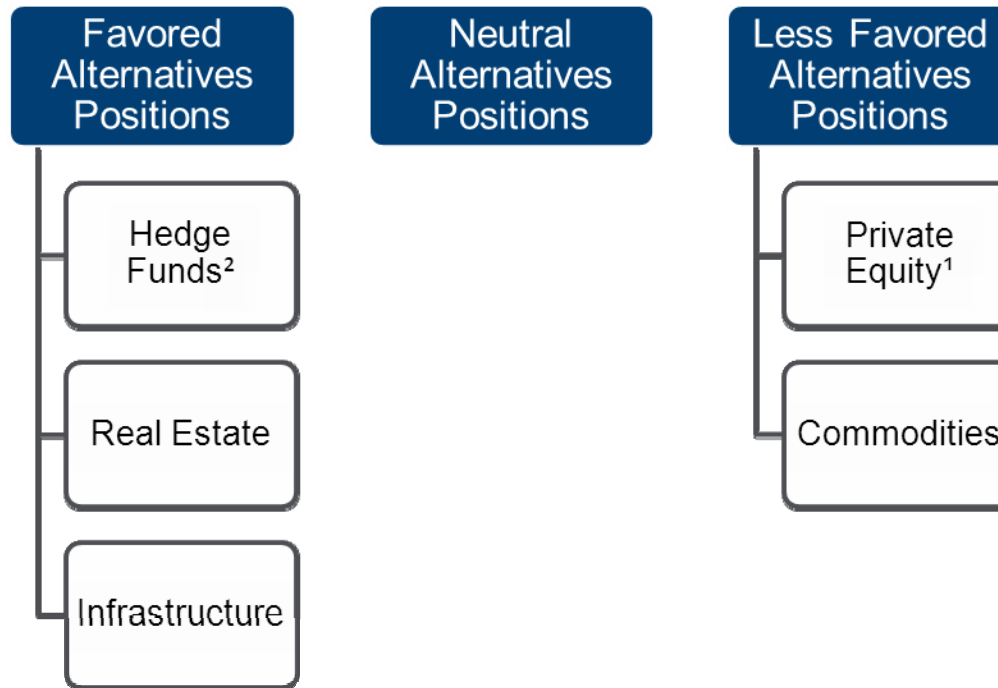 Favored
Alternatives
Positions
Hedge
Funds²
Real Estate
Infrastructure
Neutral
Alternatives
Positions
Less Favored
Alternatives
Positions
Private
Equity¹
Commodities